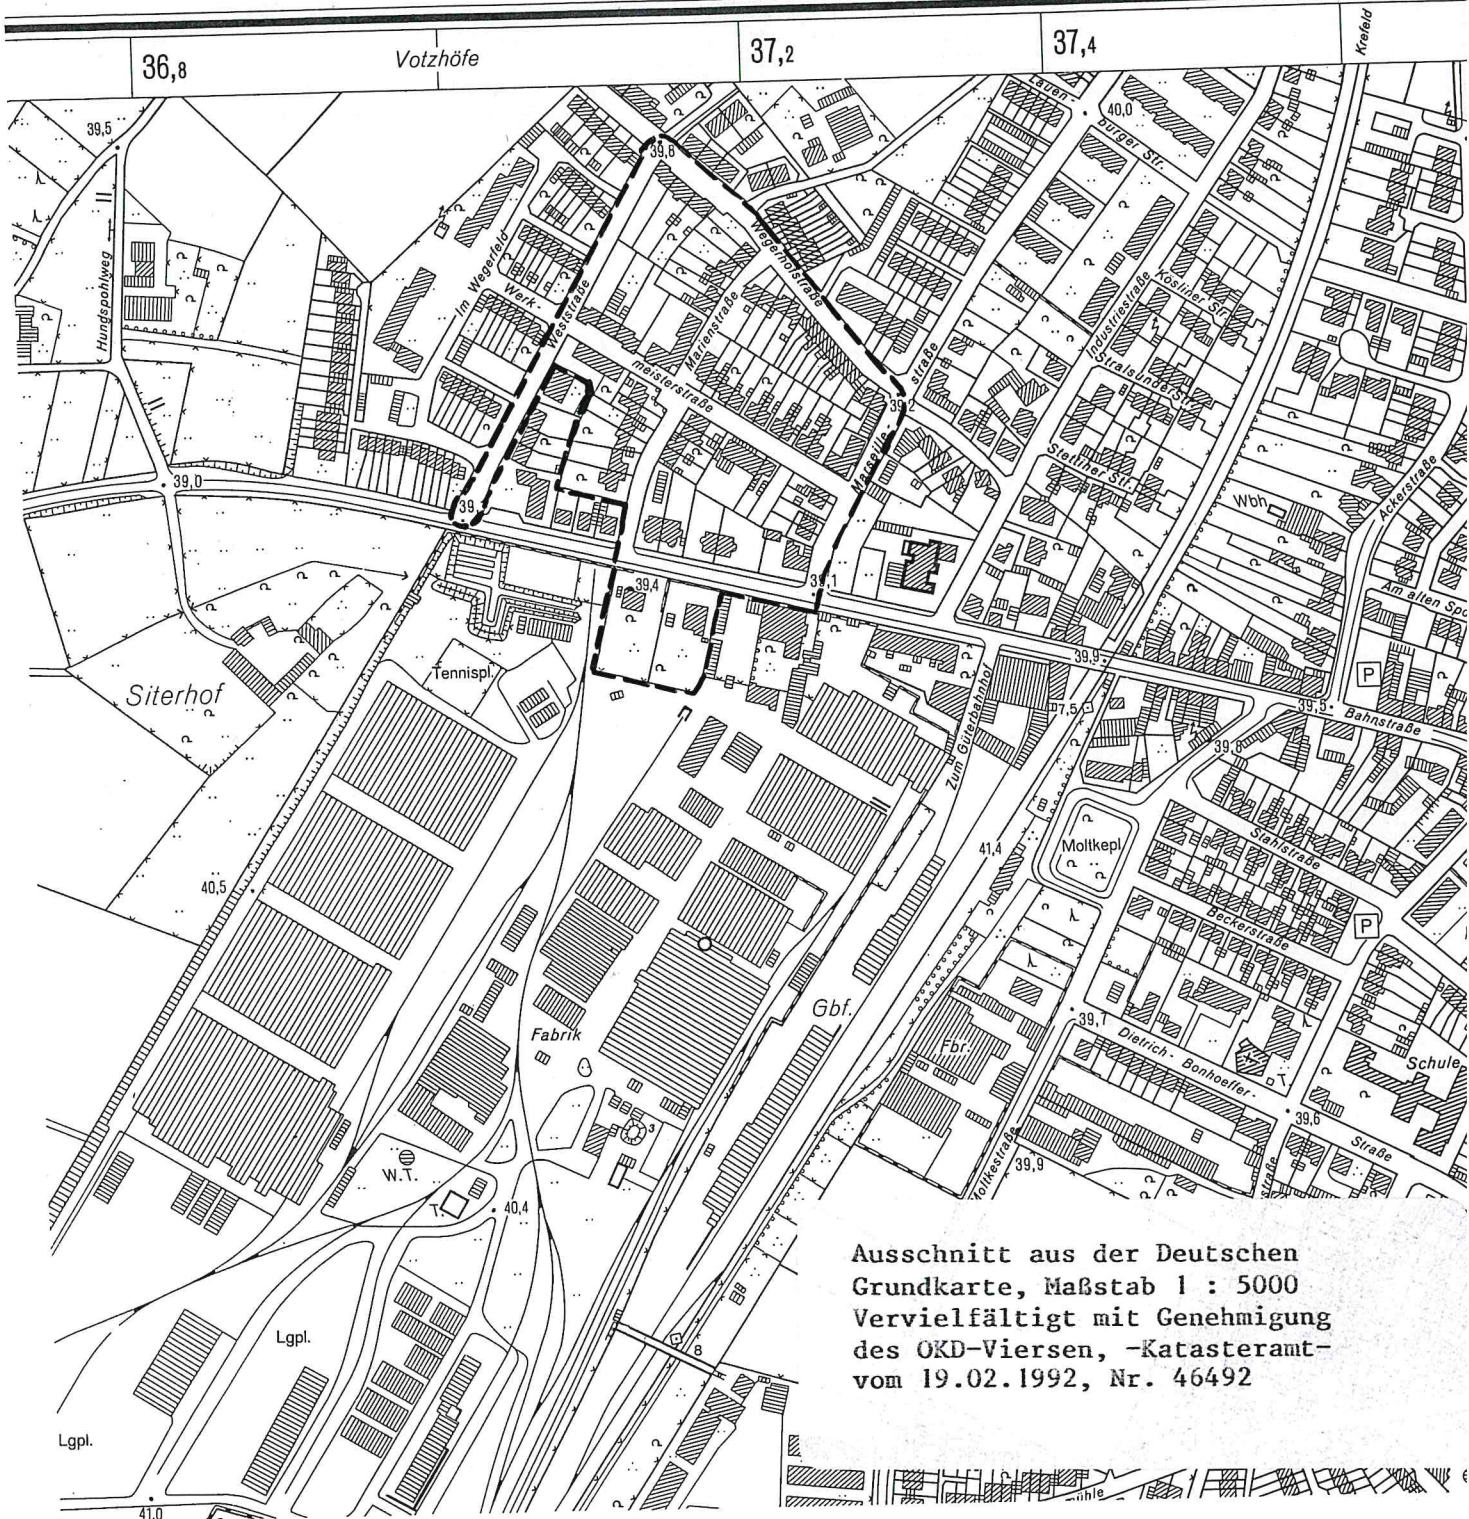 36,8
Votzhöfe
37,2
37,4
Krefeld
39,5
39,8
Lauen-
burger Str.
40,0
Hungspohlweg
Im Wegerfeld
Werk-
meisterstraße
Weststraße
Marienstraße
Wegerhofstraße
Industriestraße
Kösliner Str.
Stralsunder Str.
Stettiner Str.
straße
39,2
Marseille-
39,0
39,
39,4
39,1
Wbh
Ackerstraße
Am alten Spo
Siterhof
Tennispl.
39,9
P
39,5
Bahnstraße
39,8
Zum Güterbahnhof
41,4
Moltkepl
Stahlstraße
Beckerstraße
P
40,5
Gbf.
Fabrik
Fbr.
39,7
Dietrich-
Bonhoeffer-
Straße
T.
Schule
39,6
3
W.T.
T.
40,4
Moltkestraße
39,9
straße
Lgpl.
8
Lgpl.
41,0
mühle
Ausschnitt aus der Deutschen
Grundkarte, Maßstab 1 : 5000
Vervielfältigt mit Genehmigung
des OKD-Viersen, -Katasteramt-
vom 19.02.1992, Nr. 46492